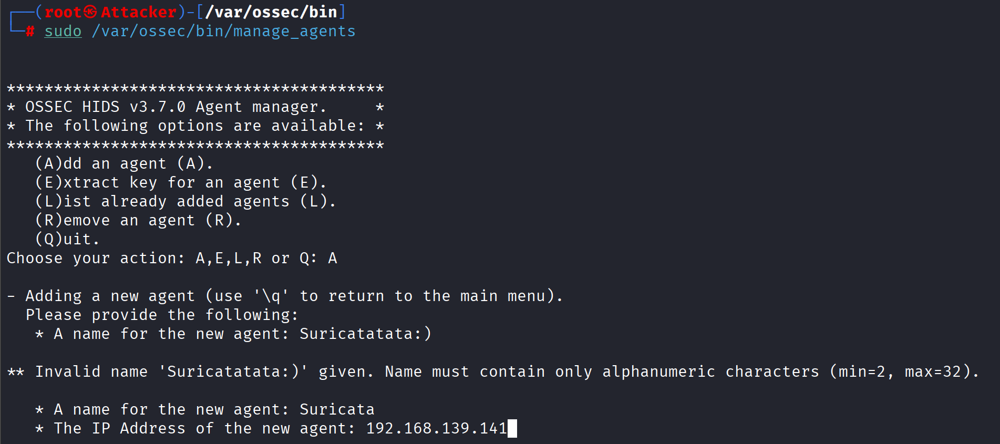 ┌──(root㉿Attacker)-[/var/ossec/bin]
└─# sudo /var/ossec/bin/manage_agents
****************************************
* OSSEC HIDS v3.7.0 Agent manager.     *
* The following options are available: *
****************************************
   (A)dd an agent (A).
   (E)xtract key for an agent (E).
   (L)ist already added agents (L).
   (R)emove an agent (R).
   (Q)uit.
Choose your action: A,E,L,R or Q: A
- Adding a new agent (use '\q' to return to the main menu).
  Please provide the following:
   * A name for the new agent: Suricatatata:)
** Invalid name 'Suricatatata:)' given. Name must contain only alphanumeric characters (min=2, max=32).
   * A name for the new agent: Suricata
   * The IP Address of the new agent: 192.168.139.141